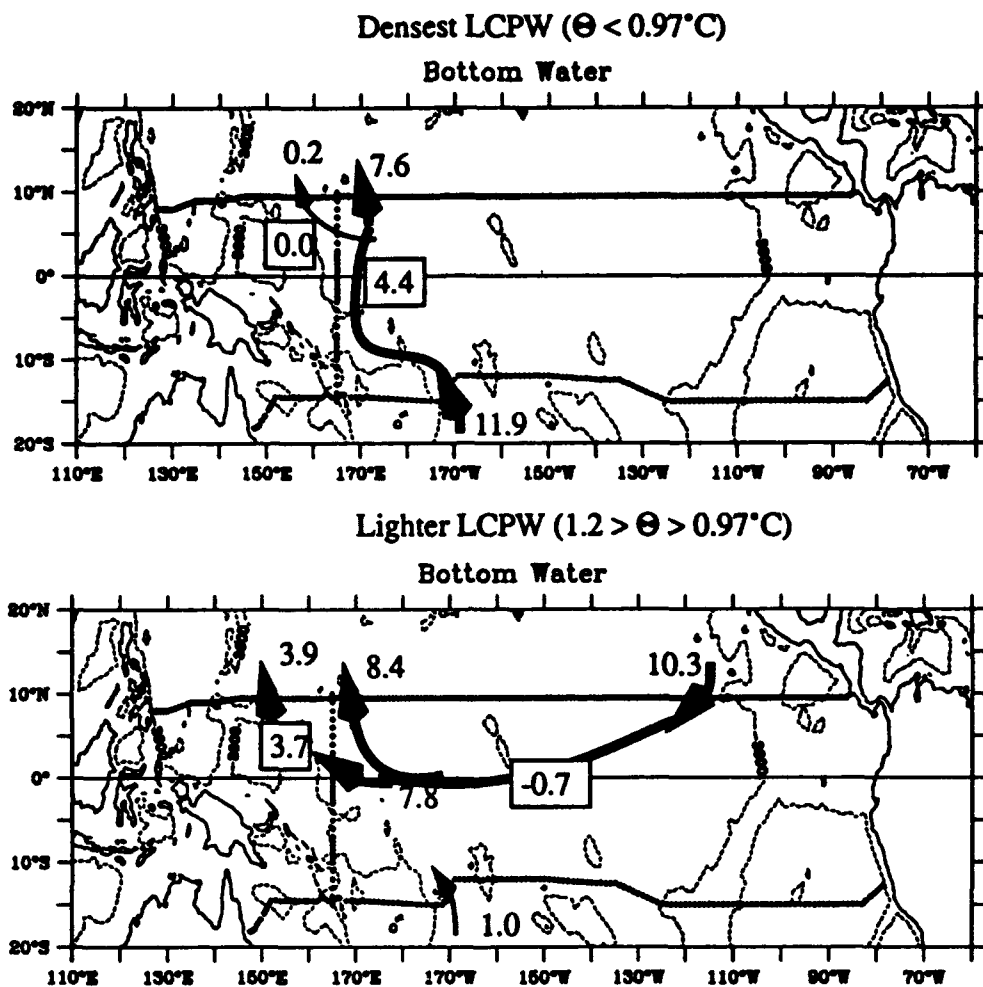 Densest LCPW (Θ < 0.97°C)
Bottom Water
20°N
10°N
0°
10°S
20°S
0.2
7.6
0.0
4.4
11.9
110°E 130°E 150°E 170°E 170°W 150°W 110°W 90°W 70°W
Lighter LCPW (1.2 > Θ > 0.97°C)
Bottom Water
20°N
10°N
0°
10°S
20°S
3.9
8.4
10.3
3.7
7.8
-0.7
1.0
110°E 130°E 150°E 170°E 170°W 150°W 110°W 90°W 70°W